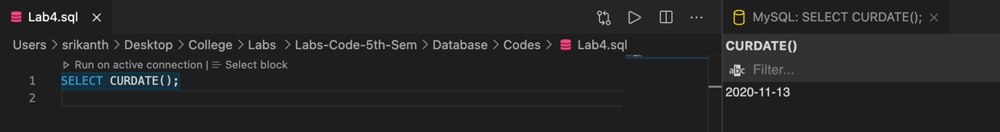 Lab4.sql
Users > srikanth > Desktop > College > Labs > Labs-Code-5th-Sem > Database > Codes > Lab4.sql
Run on active connection | Select block
1 SELECT CURDATE();
2
MySQL: SELECT CURDATE();
CURDATE()
abc Filter...
2020-11-13